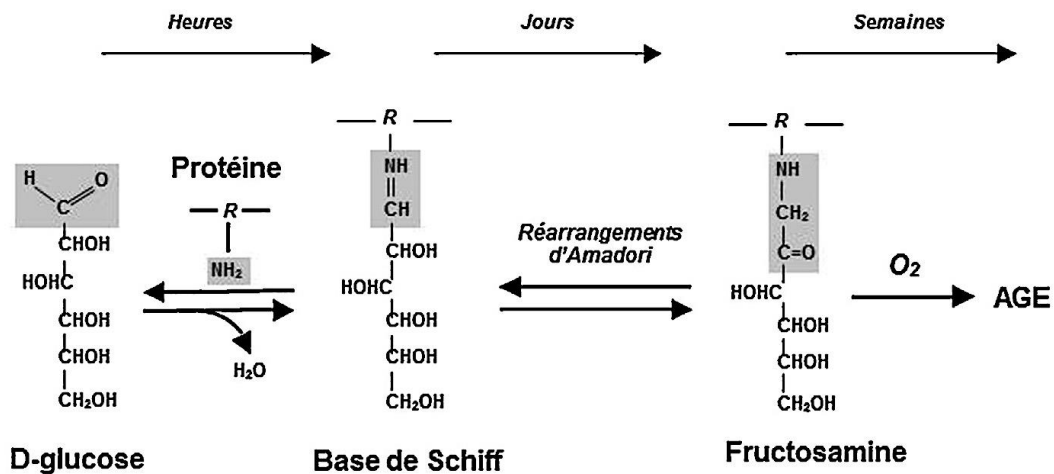 Heures
Jours
Semaines
R
R
Protéine
H
O
C
R
NH₂
NH
CH
NH
CH₂
C=O
CHOH
HOHC
CHOH
CHOH
CH₂OH
CHOH
HOHC
CHOH
CHOH
CH₂OH
Réarrangements
d'Amadori
HOHC
CHOH
CHOH
CH₂OH
O₂
AGE
H₂O
D-glucose
Base de Schiff
Fructosamine